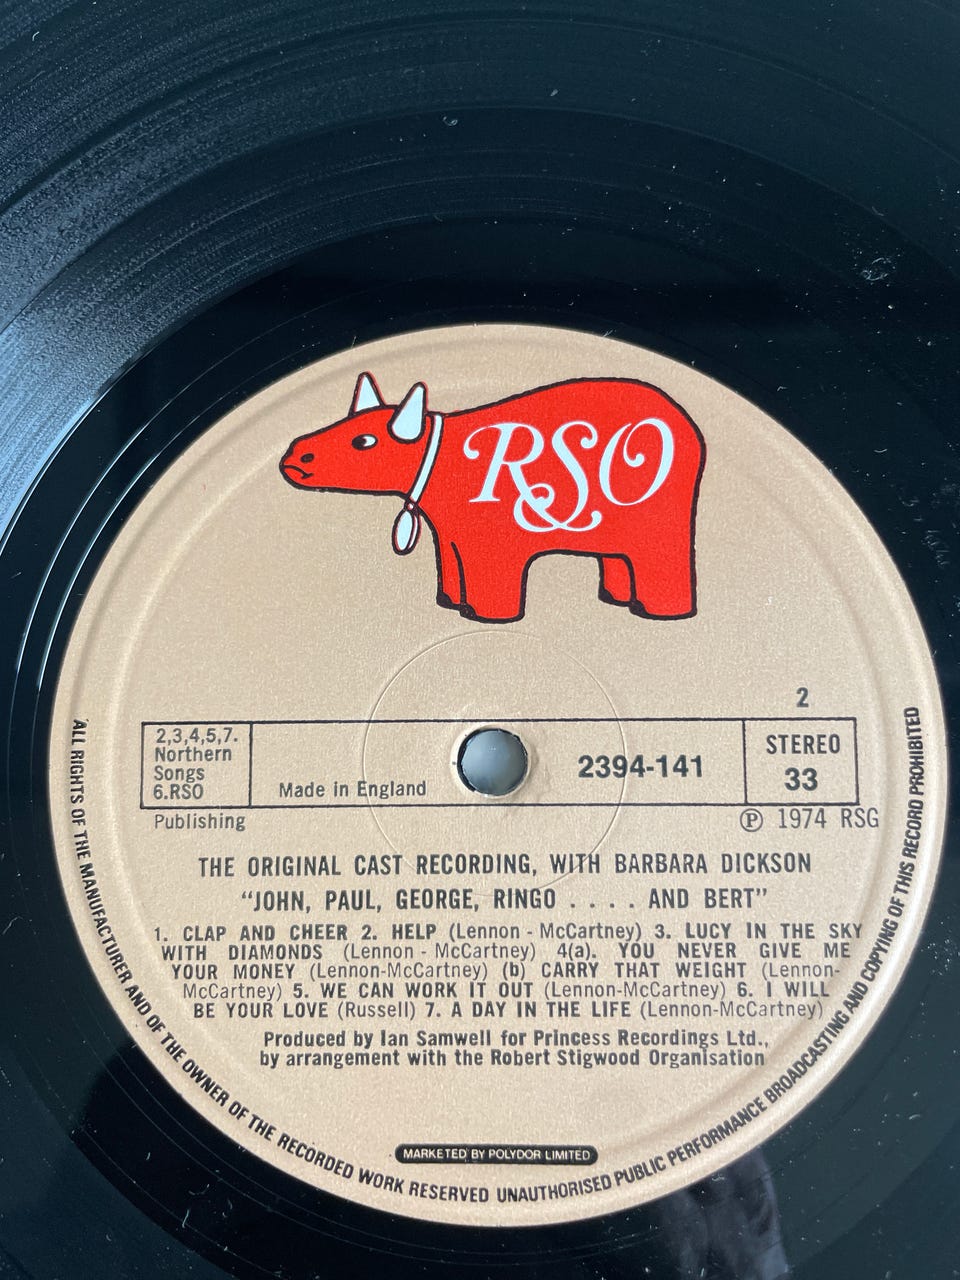 RSO
2
2,3,4,5,7.
Northern
Songs
6.RSO
Publishing
Made in England
2394-141
STEREO
33
Ⓟ 1974 RSG
THE ORIGINAL CAST RECORDING, WITH BARBARA DICKSON
"JOHN, PAUL, GEORGE, RINGO . . . . AND BERT"
1. CLAP AND CHEER 2. HELP (Lennon - McCartney) 3. LUCY IN THE SKY
WITH DIAMONDS (Lennon - McCartney) 4(a). YOU NEVER GIVE ME
YOUR MONEY (Lennon-McCartney) (b) CARRY THAT WEIGHT (Lennon-
McCartney) 5. WE CAN WORK IT OUT (Lennon-McCartney) 6. I WILL
BE YOUR LOVE (Russell) 7. A DAY IN THE LIFE (Lennon-McCartney)
Produced by Ian Samwell for Princess Recordings Ltd.,
by arrangement with the Robert Stigwood Organisation
MARKETED BY POLYDOR LIMITED
ALL RIGHTS OF THE MANUFACTURER AND OF THE OWNER OF THE RECORDED WORK RESERVED UNAUTHORISED PUBLIC PERFORMANCE BROADCASTING AND COPYING OF THIS RECORD PROHIBITED